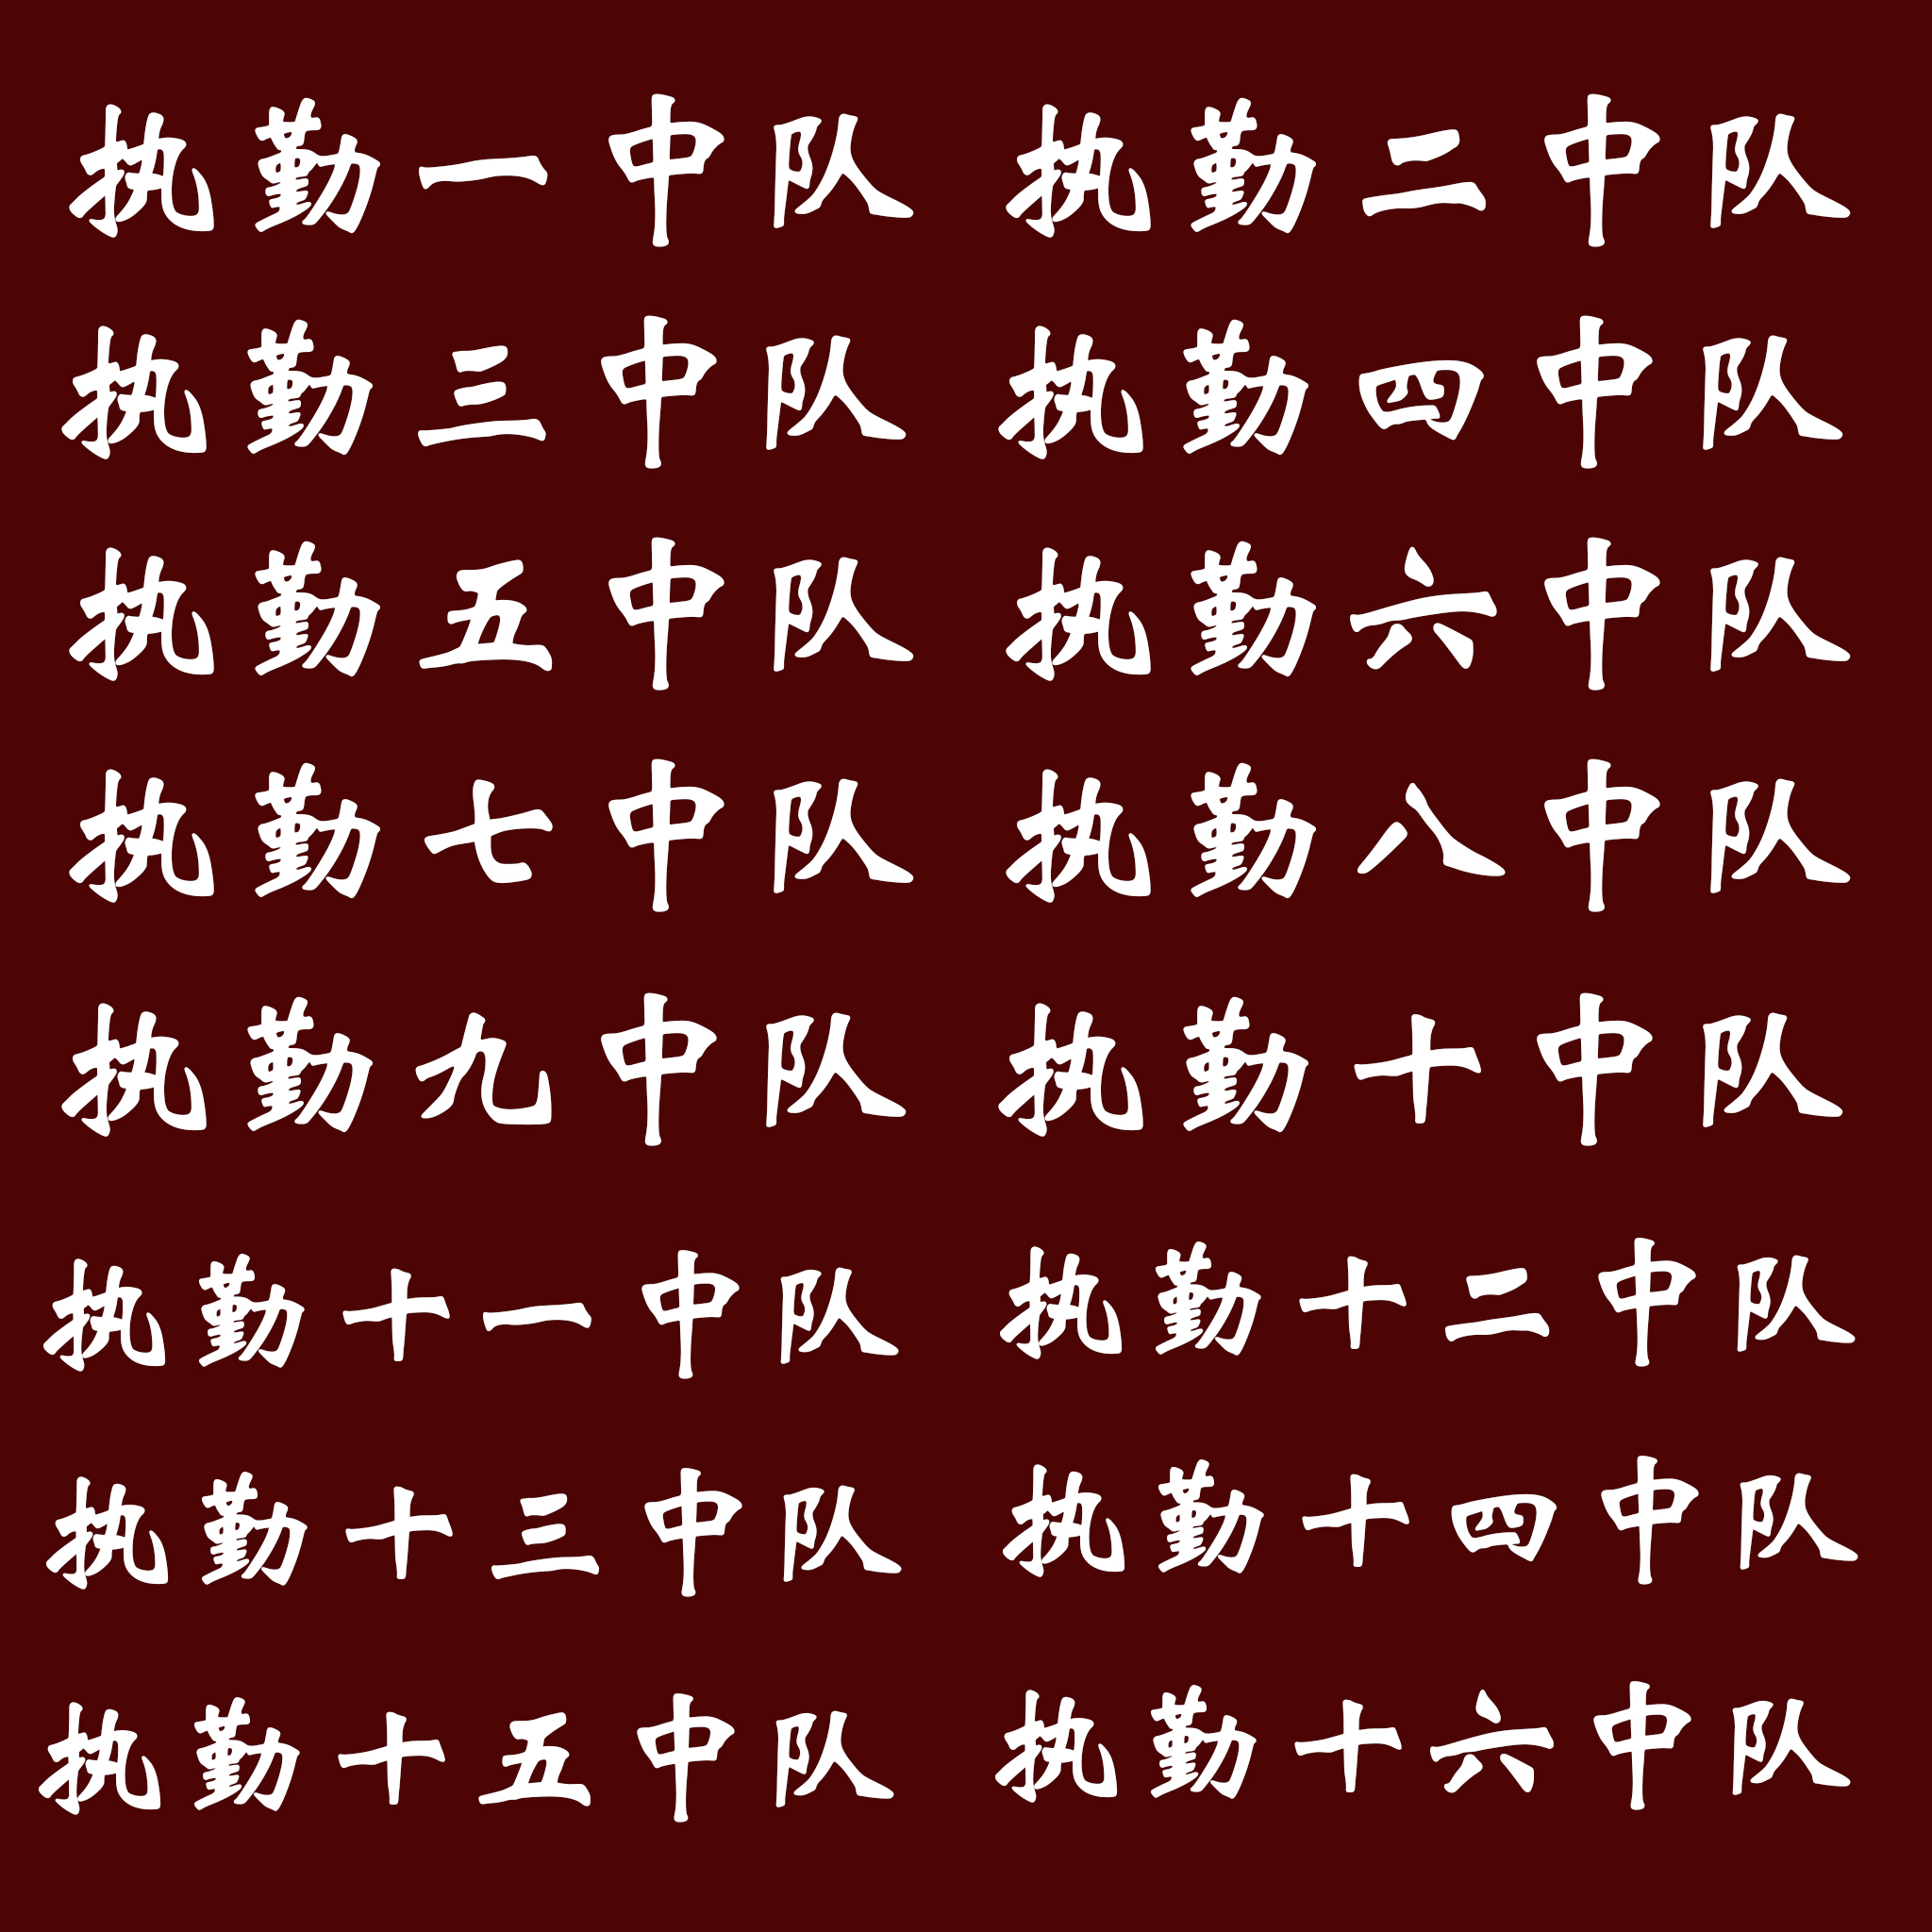 执勤一中队 执勤二中队
执勤三中队 执勤四中队
执勤五中队 执勤六中队
执勤七中队 执勤八中队
执勤九中队 执勤十中队
执勤十一中队 执勤十二中队
执勤十三中队 执勤十四中队
执勤十五中队 执勤十六中队